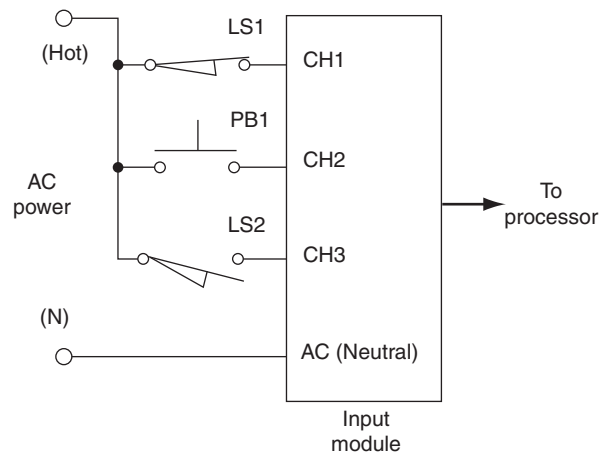 (Hot)
LS1
CH1
PB1
CH2
AC
power
LS2
CH3
To
processor
(N)
AC (Neutral)
Input
module